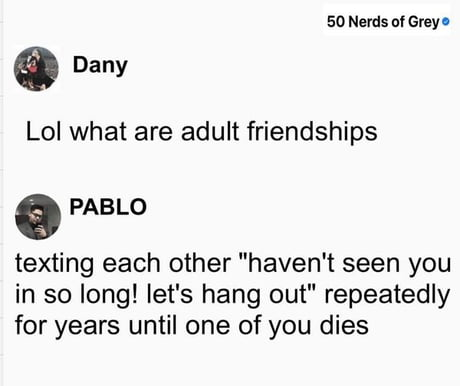 50 Nerds of Grey
Dany
Lol what are adult friendships
PABLO
texting each other "haven't seen you
in so long! let's hang out" repeatedly
for years until one of you dies